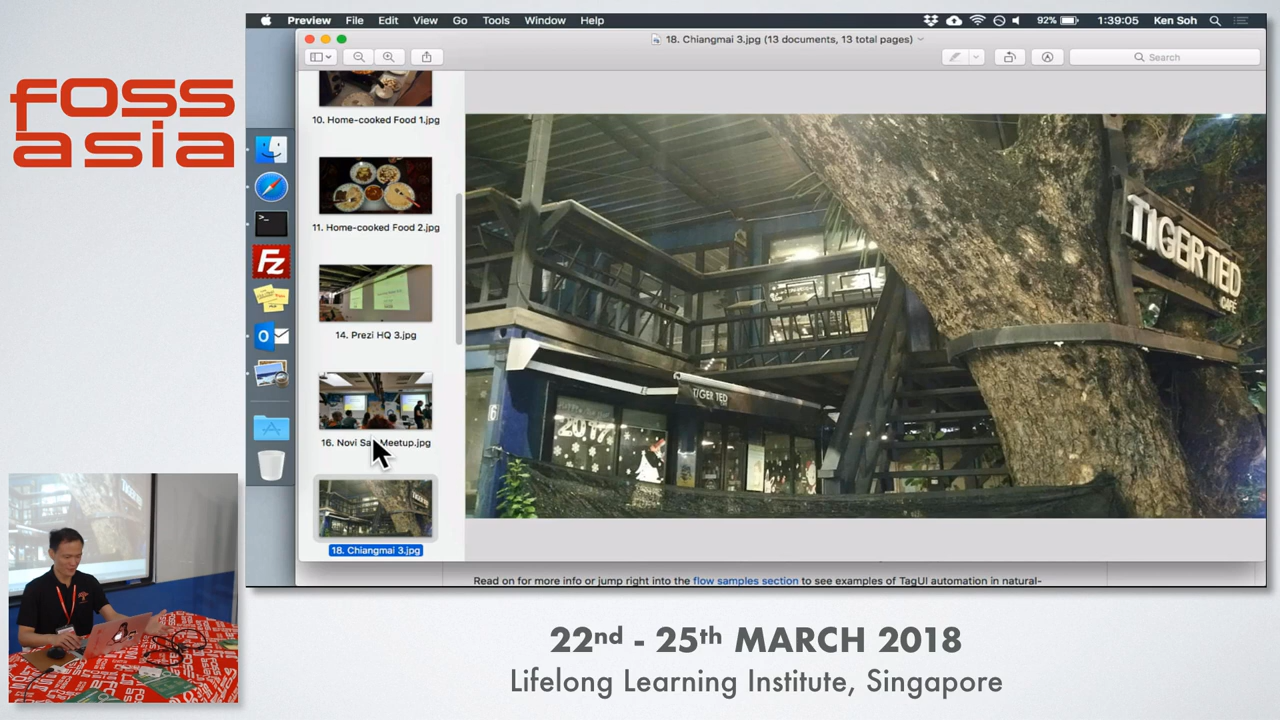 foss
asia
Preview File Edit View Go Tools Window Help 92% 1:39:05 Ken Soh
18. Chiangmai 3.jpg (13 documents, 13 total pages)
Search
10. Home-cooked Food 1.jpg
11. Home-cooked Food 2.jpg
14. Prezi HQ 3.jpg
16. Novi Sa Meetup.jpg
18. Chiangmai 3.jpg
TIGER TED
CAFE
TIGER TED
6
2017
Read on for more info or jump right into the flow samples section to see examples of TagUI automation in natural-
22nd - 25th MARCH 2018
Lifelong Learning Institute, Singapore